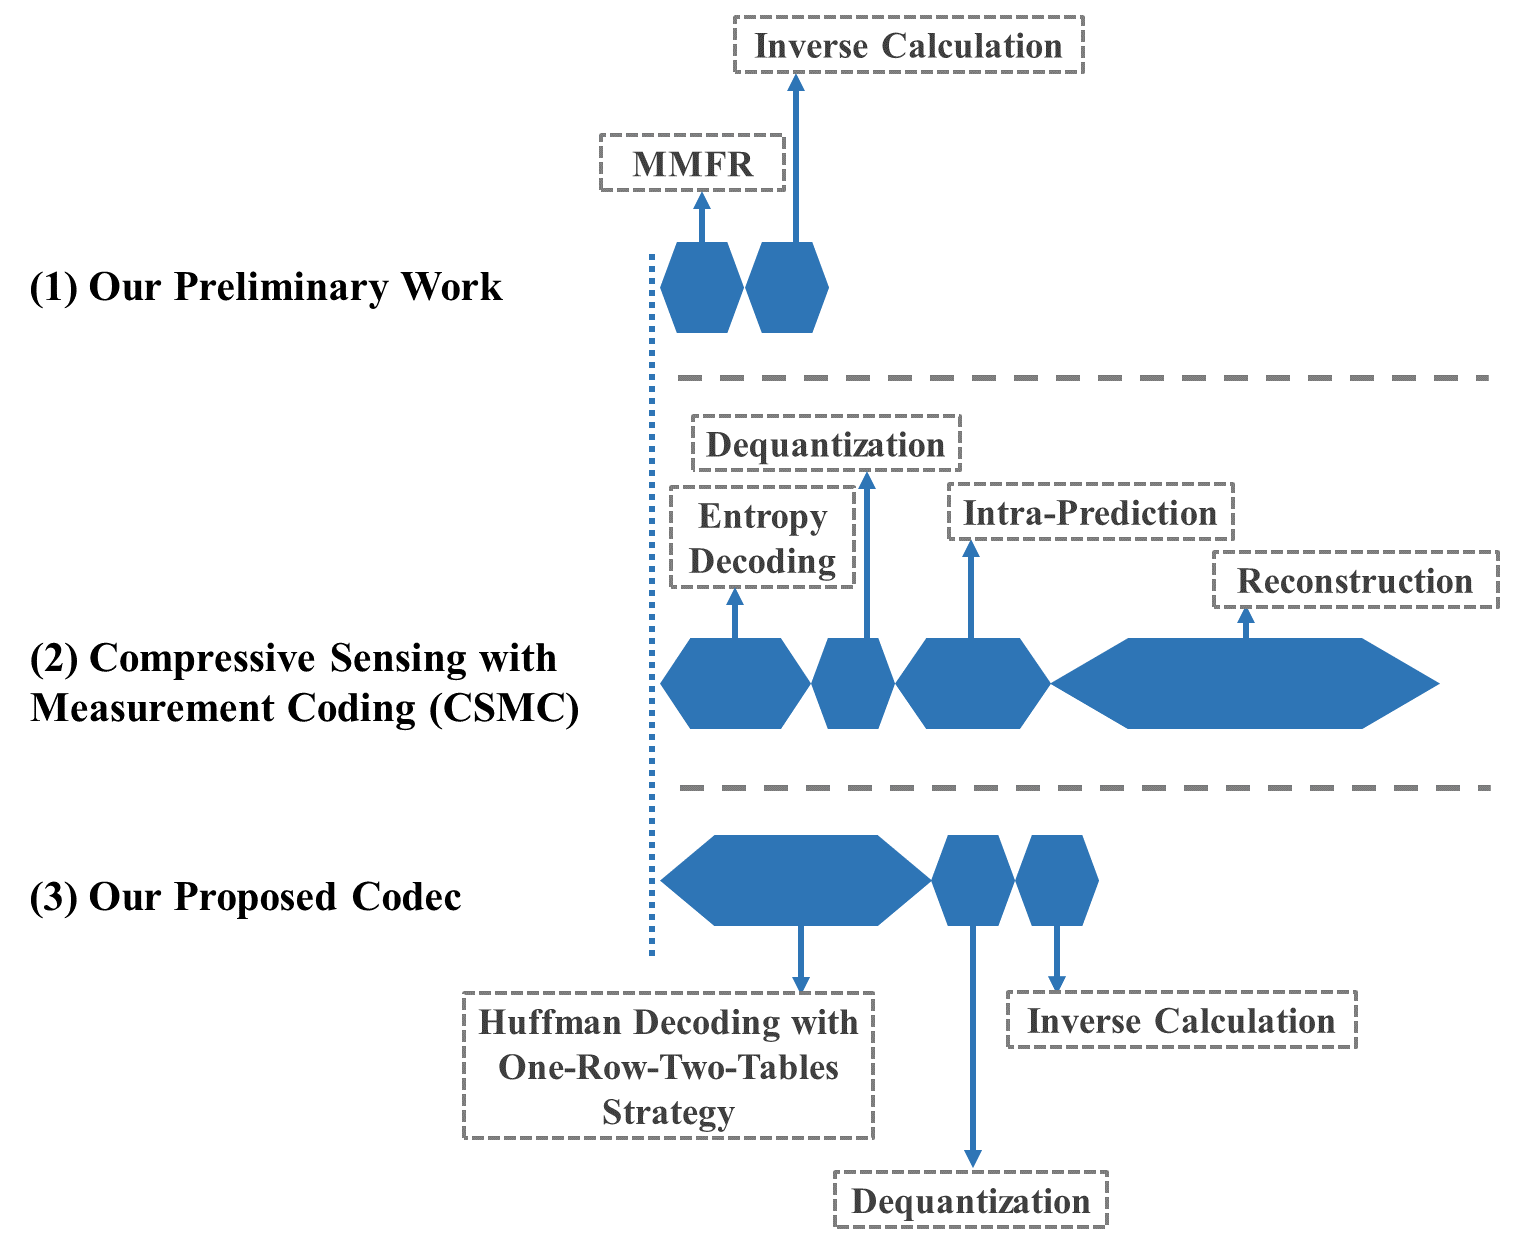 Inverse Calculation
MMFR
(1) Our Preliminary Work
Dequantization
Entropy
Decoding
Intra-Prediction
Reconstruction
(2) Compressive Sensing with
Measurement Coding (CSMC)
(3) Our Proposed Codec
Huffman Decoding with
One-Row-Two-Tables
Strategy
Inverse Calculation
Dequantization